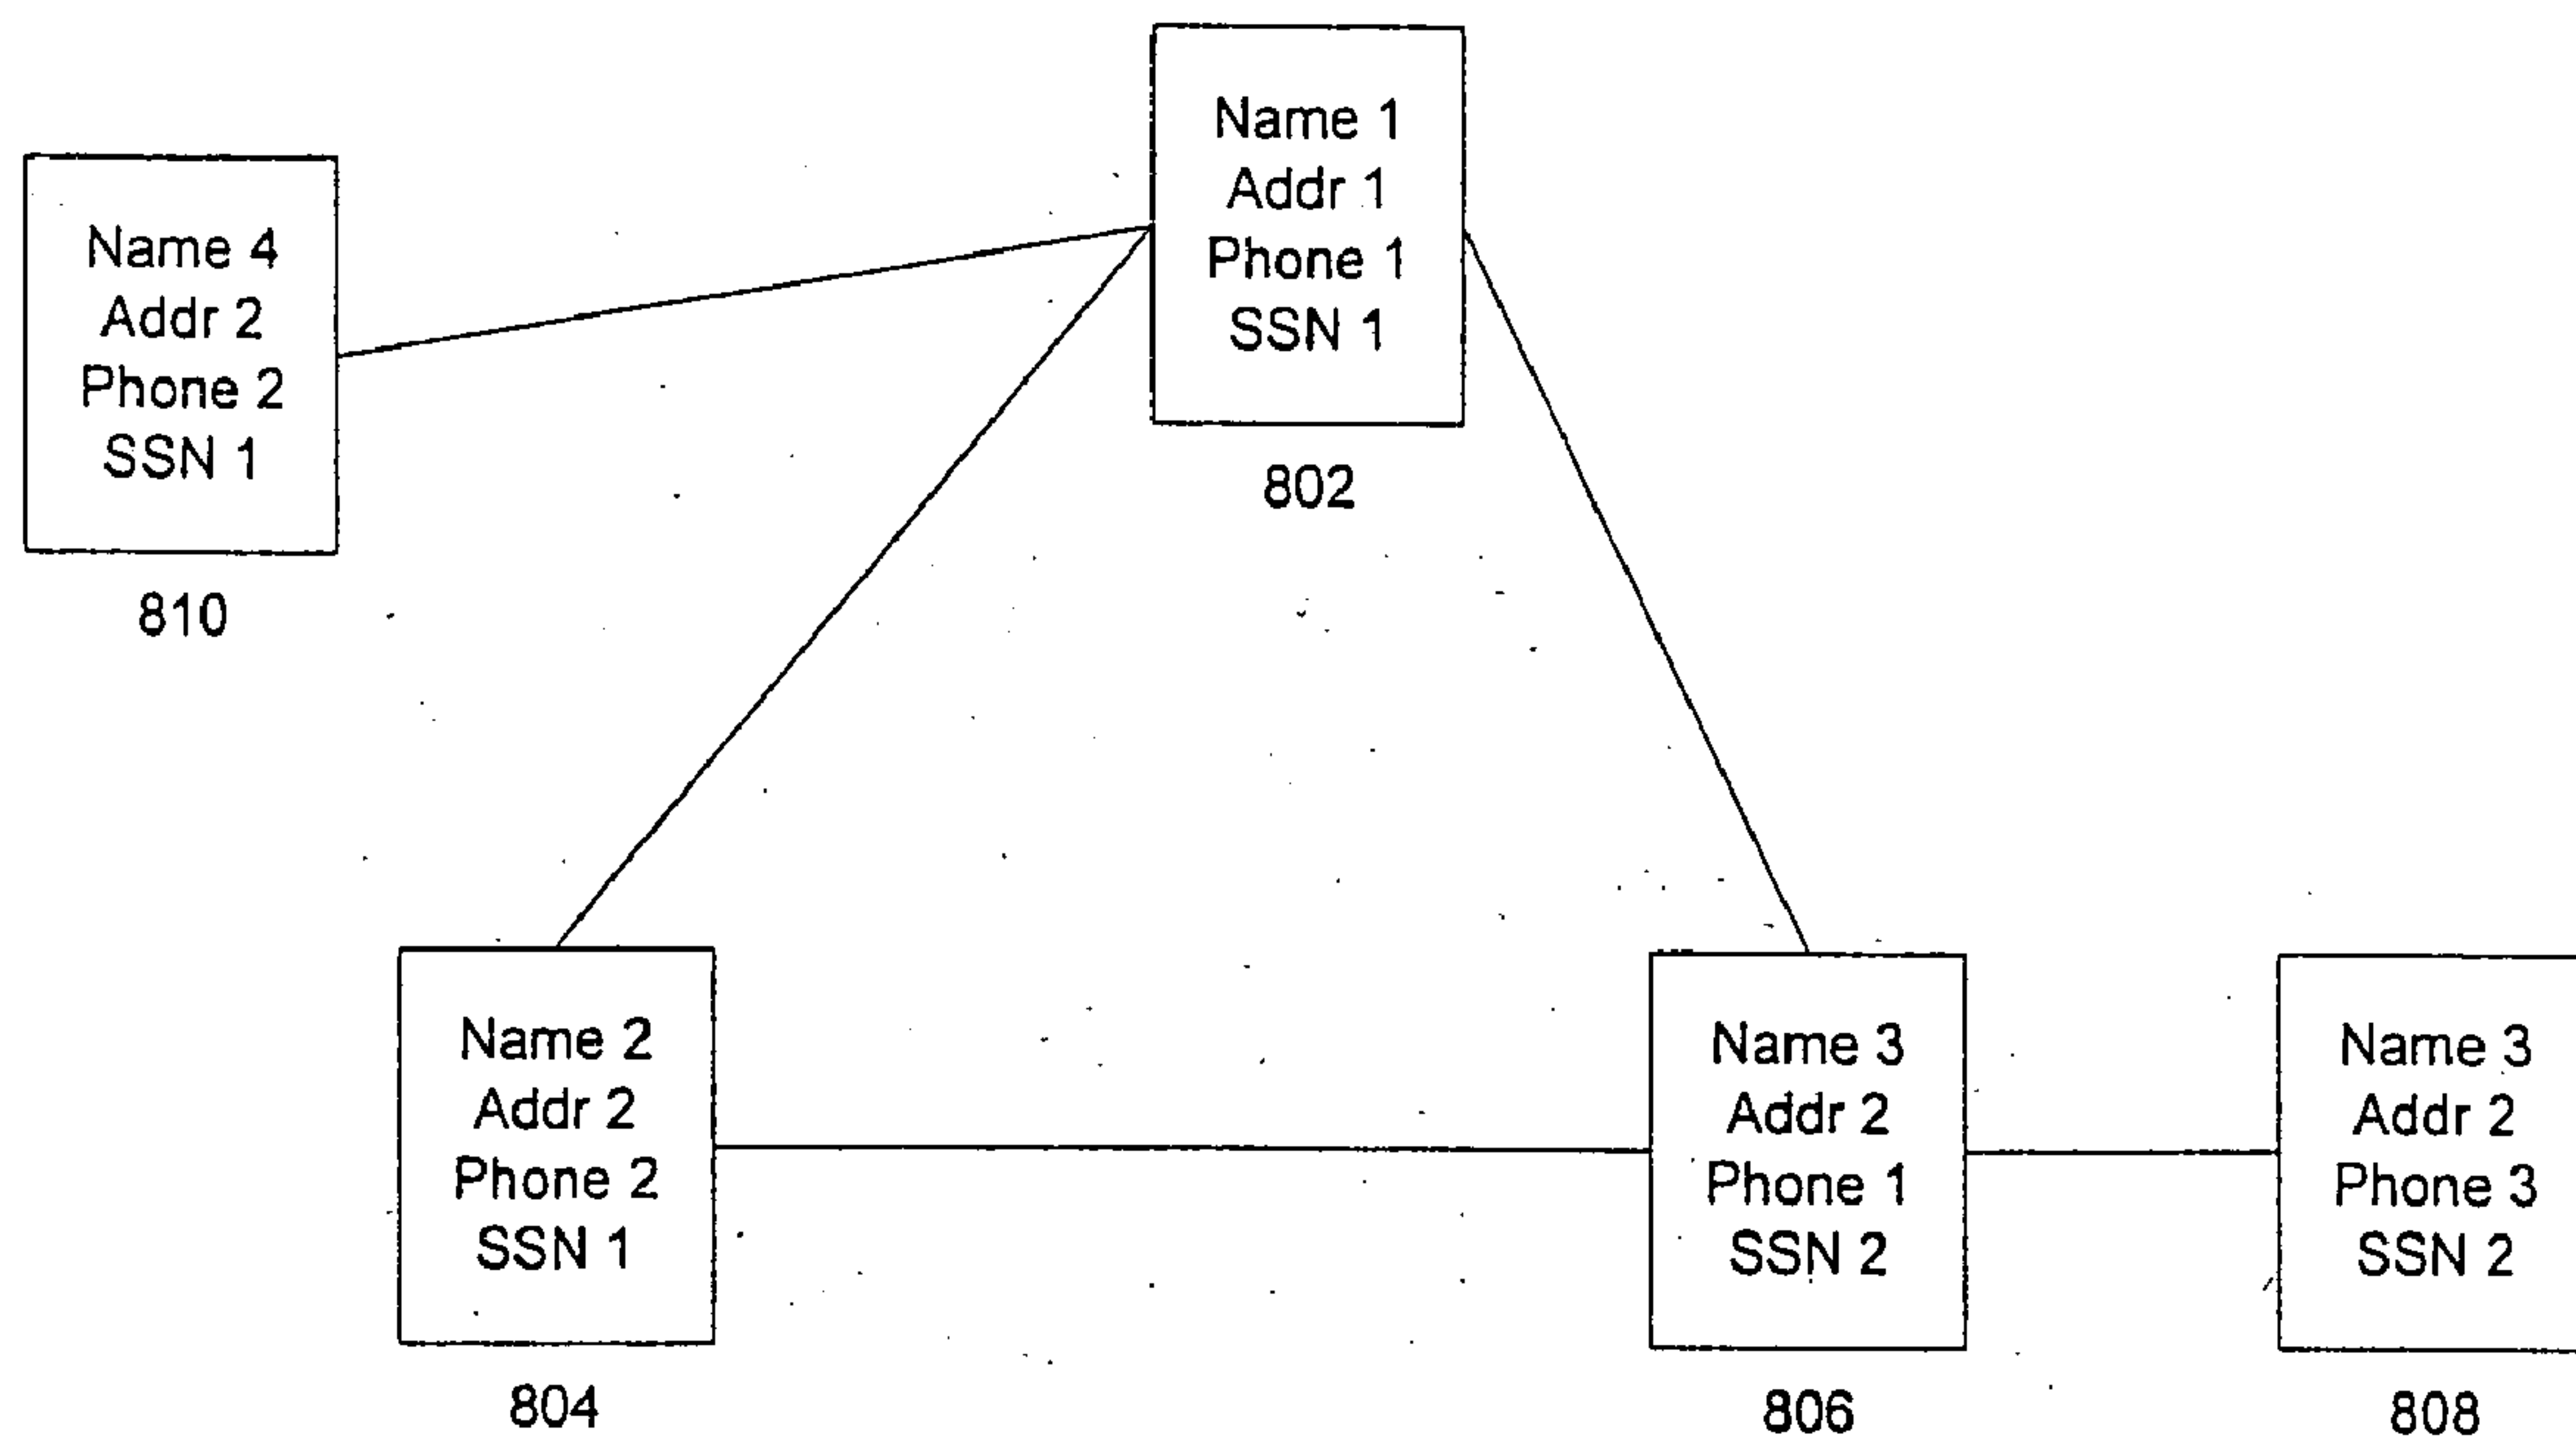 Name 1
Addr 1
Phone 1
SSN 1
802
Name 4
Addr 2
Phone 2
SSN 1
810
Name 2
Addr 2
Phone 2
SSN 1
804
Name 3
Addr 2
Phone 1
SSN 2
806
Name 3
Addr 2
Phone 3
SSN 2
808